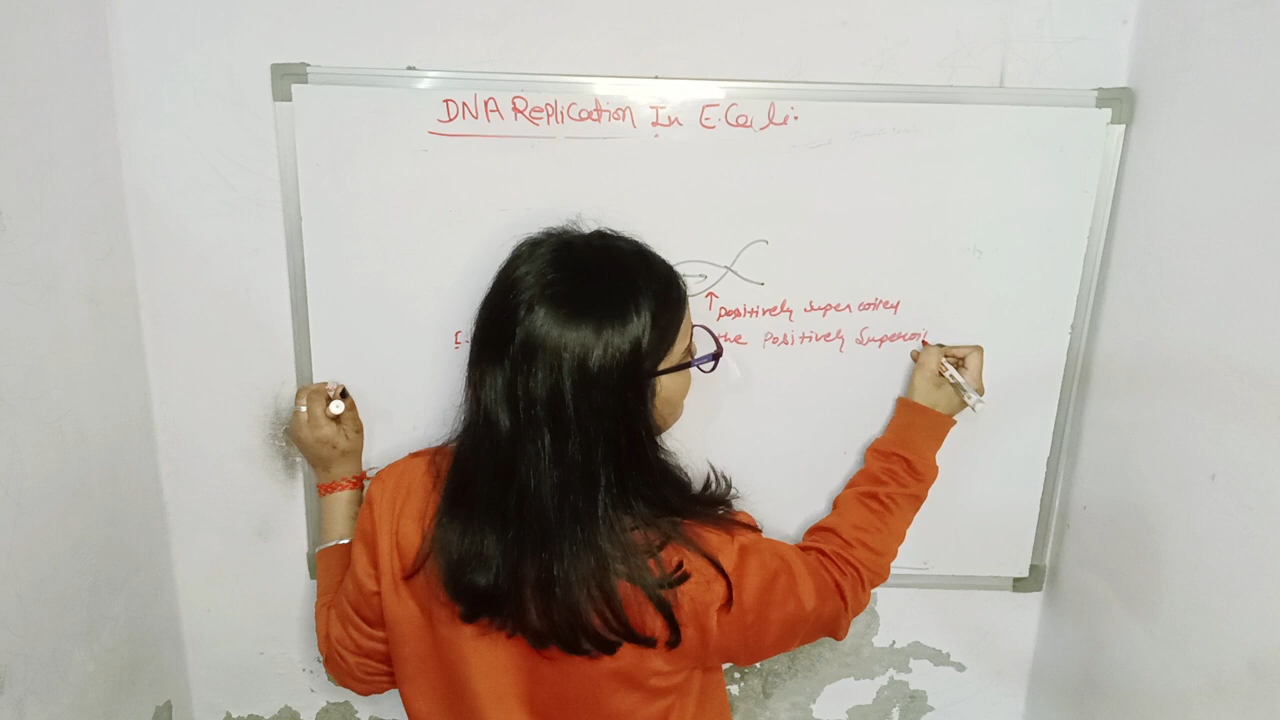 DNA Replication In E. Coli:
positively super coiled
I.
the Positively Supercoi